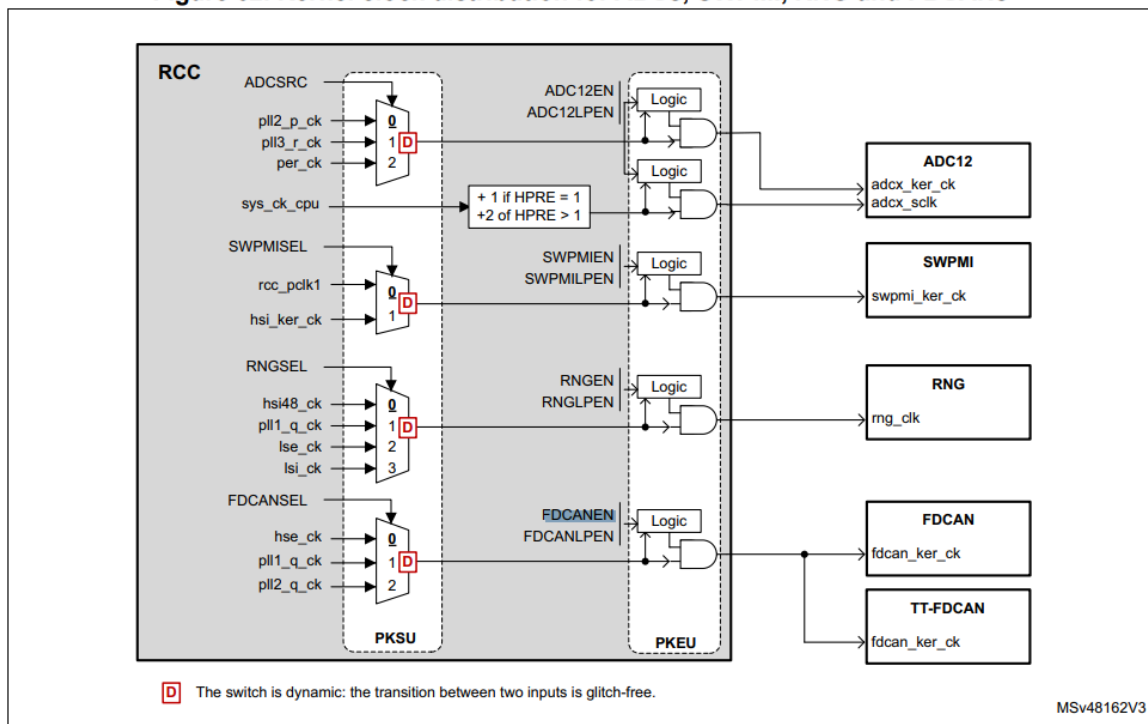 RCC
ADCSRC
pll2_p_ck
pll3_r_ck
per_ck
0
1
2
D
sys_ck_cpu
+ 1 if HPRE = 1
+2 of HPRE > 1
ADC12EN
ADC12LPEN
Logic
Logic
ADC12
adcx_ker_ck
adcx_sclk
SWPMISEL
rcc_pclk1
hsi_ker_ck
0
1
D
SWPMIEN
SWPMILPEN
Logic
SWPMI
swpmi_ker_ck
RNGSEL
hsi48_ck
pll1_q_ck
lse_ck
lsi_ck
0
1
2
3
D
RNGEN
RNGLPEN
Logic
RNG
rng_clk
FDCANSEL
hse_ck
pll1_q_ck
pll2_q_ck
0
1
2
D
FDCANEN
FDCANLPEN
Logic
FDCAN
fdcan_ker_ck
TT-FDCAN
fdcan_ker_ck
PKSU
PKEU
D The switch is dynamic: the transition between two inputs is glitch-free.
MSv48162V3